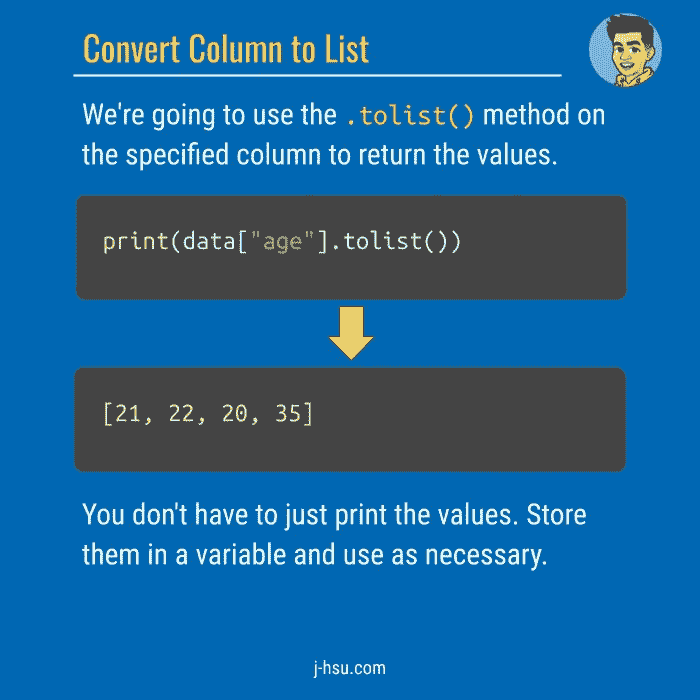 Convert Column to List
We're going to use the .tolist() method on
the specified column to return the values.
print(data["age"].tolist())
[21, 22, 20, 35]
You don't have to just print the values. Store
them in a variable and use as necessary.
j-hsu.com